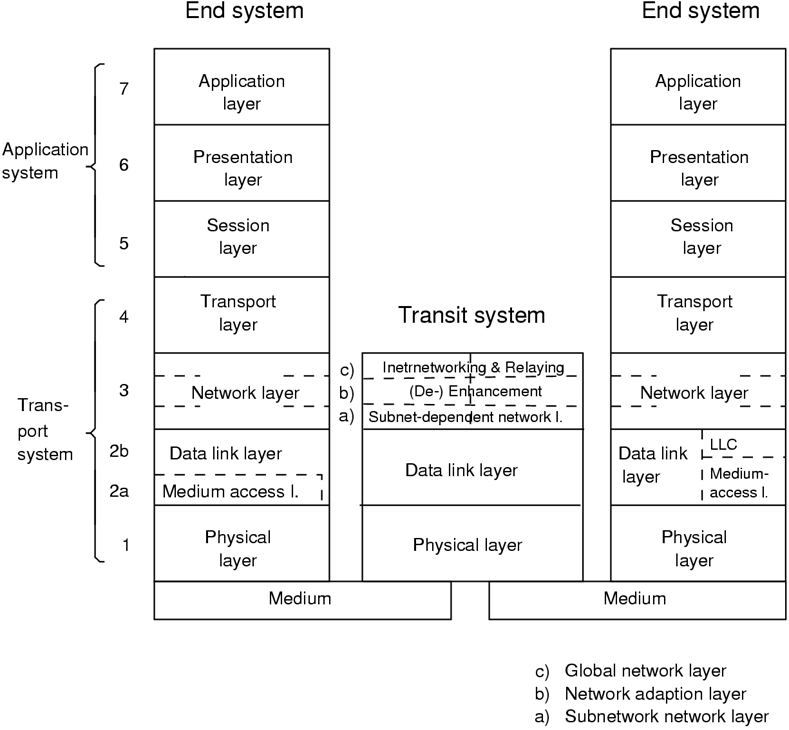 End system
End system
7
Application
layer
Application
layer
Application
system
6
Presentation
layer
Presentation
layer
5
Session
layer
Session
layer
4
Transport
layer
Transit system
Transport
layer
Trans-
port
system
3
Network layer
c) Inetrnetworking & Relaying
b) (De-) Enhancement
a) Subnet-dependent network l.
Network layer
2b
Data link layer
2a
Medium access l.
Data link layer
Data link
layer
LLC
Medium-
access l.
1
Physical
layer
Physical layer
Physical
layer
Medium
Medium
c) Global network layer
b) Network adaption layer
a) Subnetwork network layer